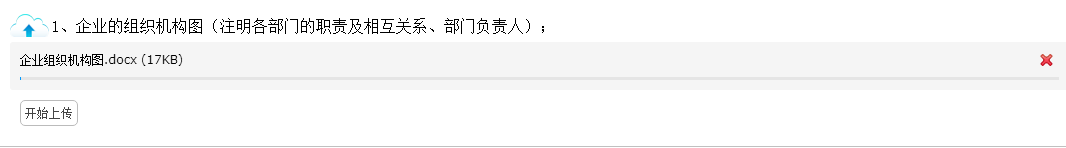 1、企业的组织机构图（注明各部门的职责及相互关系、部门负责人）；
企业组织机构图.docx (17KB)
开始上传